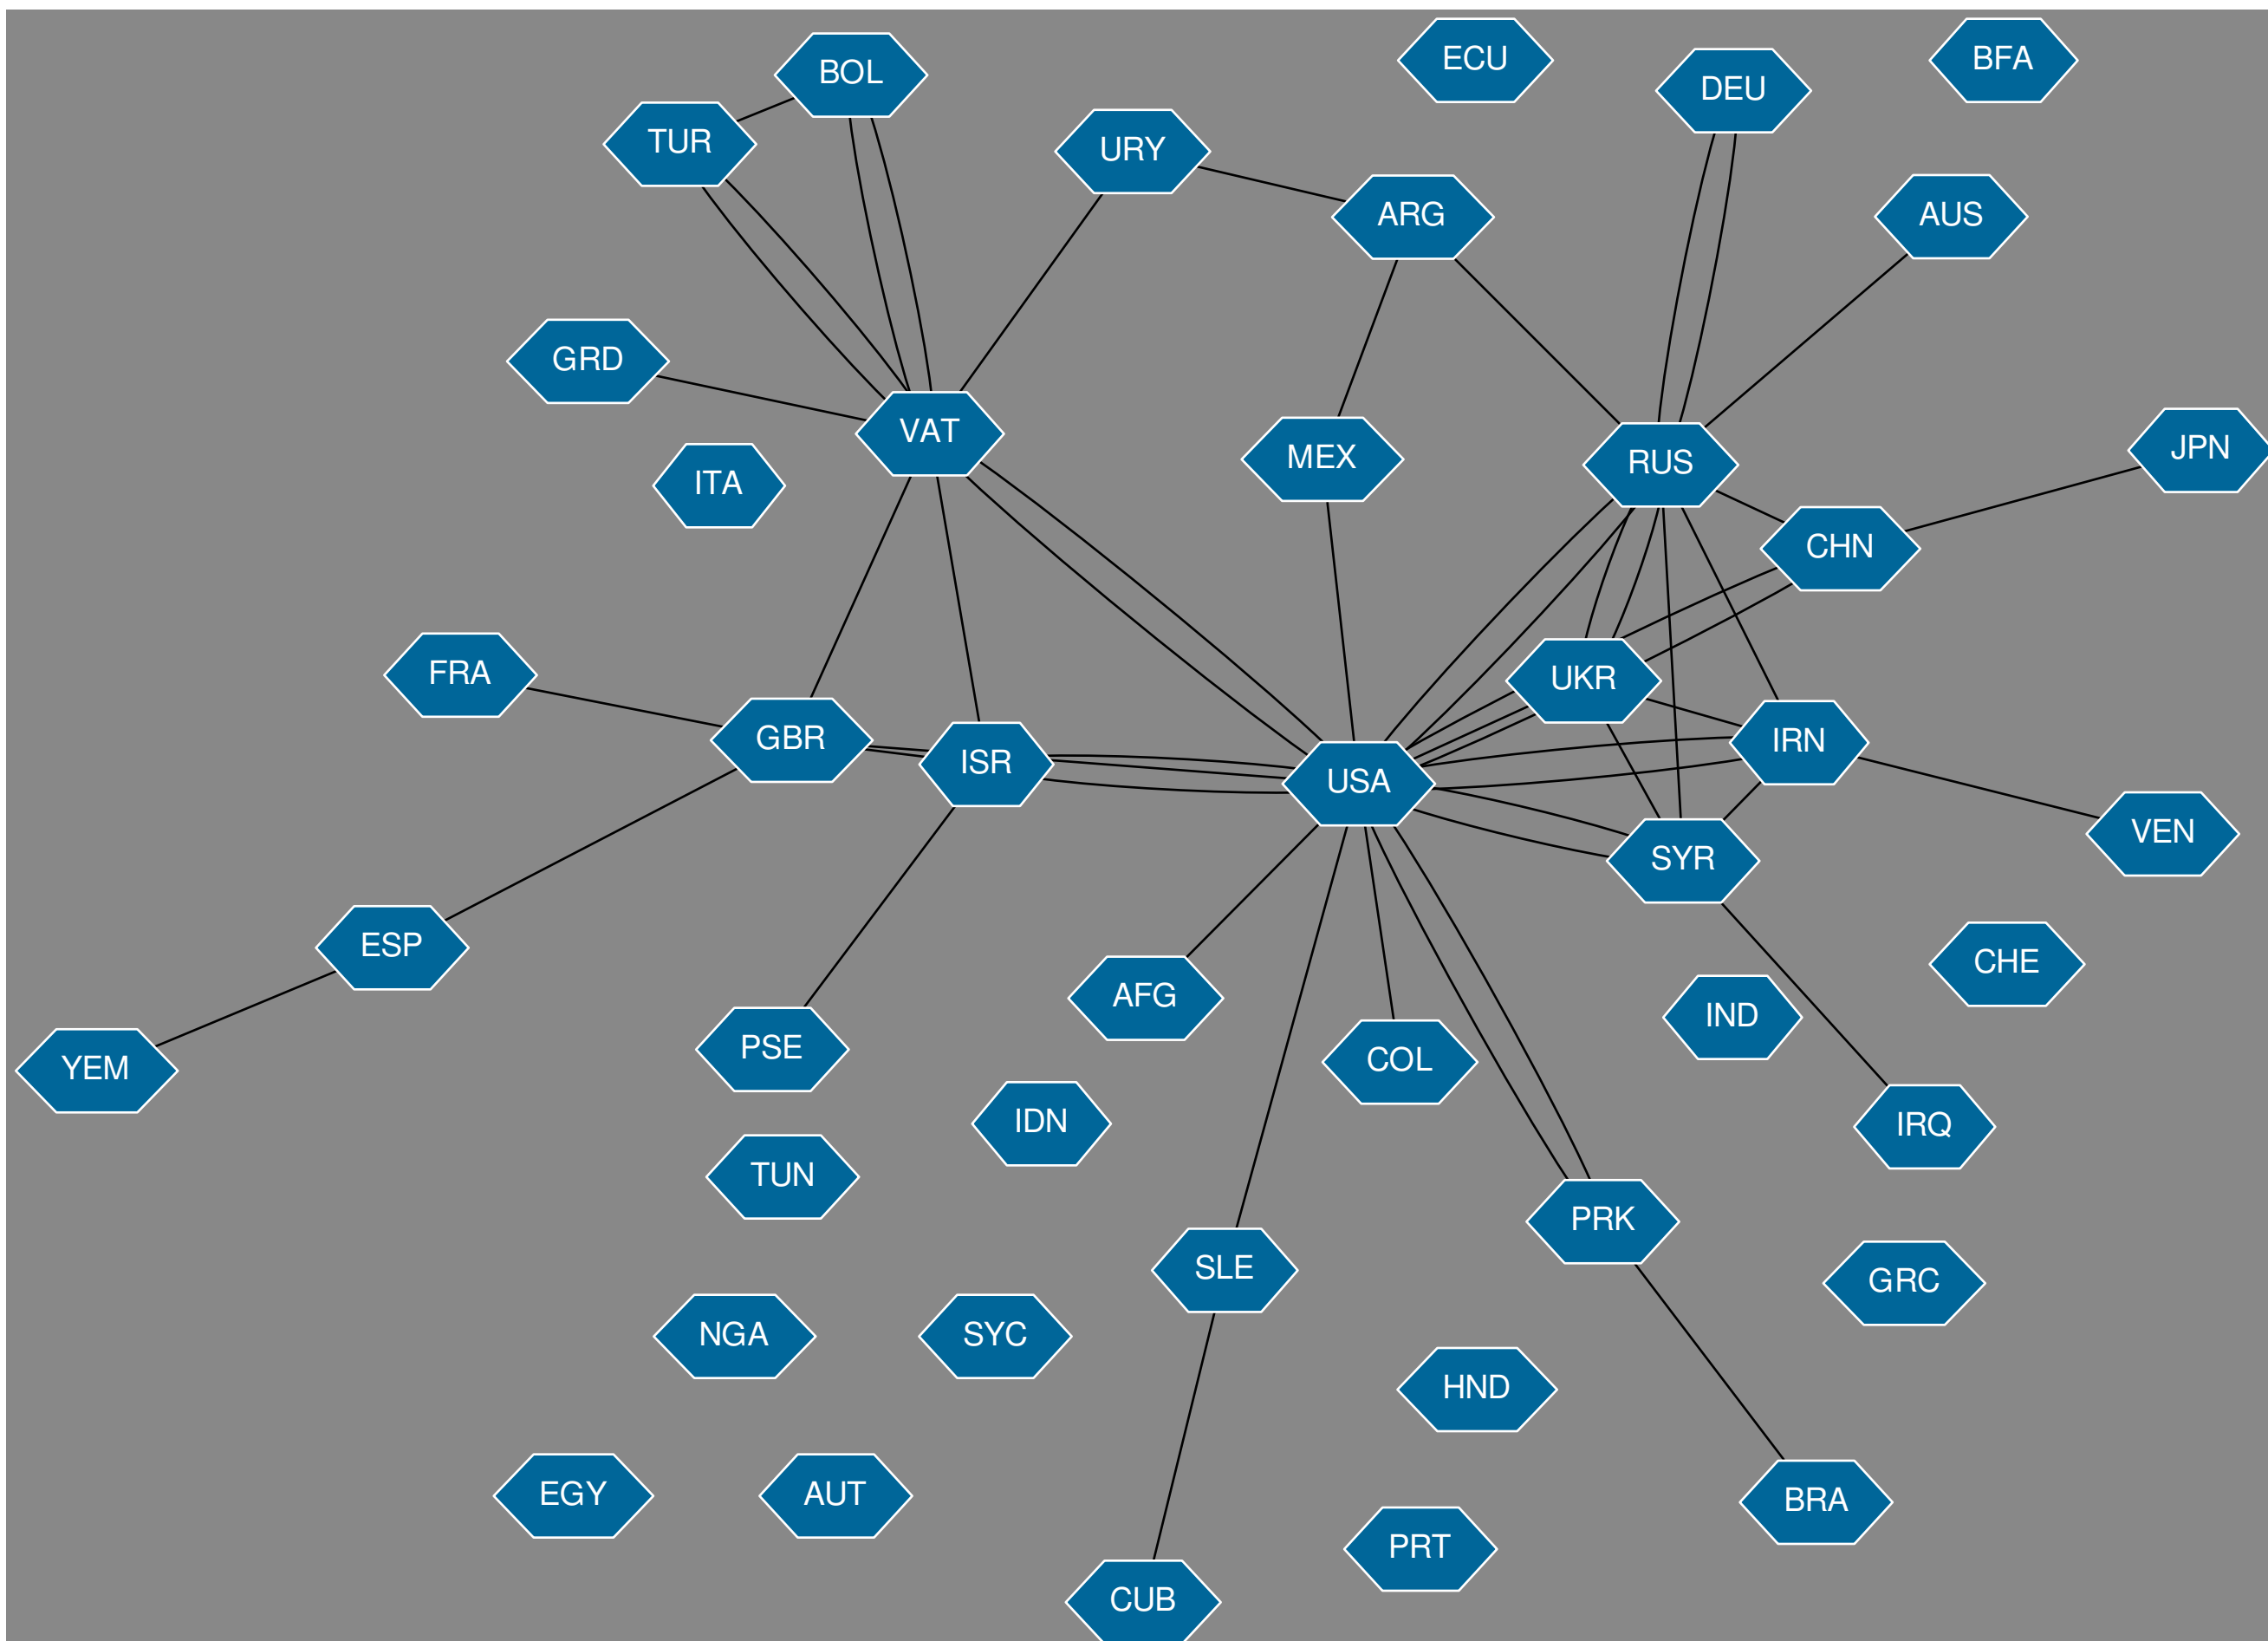 ECU
BFA
BOL
DEU
TUR
URY
ARG
AUS
GRD
VAT
MEX
RUS
JPN
ITA
CHN
FRA
UKR
GBR
ISR
IRN
USA
VEN
SYR
ESP
CHE
AFG
IND
PSE
COL
YEM
IDN
IRQ
TUN
PRK
SLE
GRC
NGA
SYC
HND
EGY
AUT
BRA
PRT
CUB